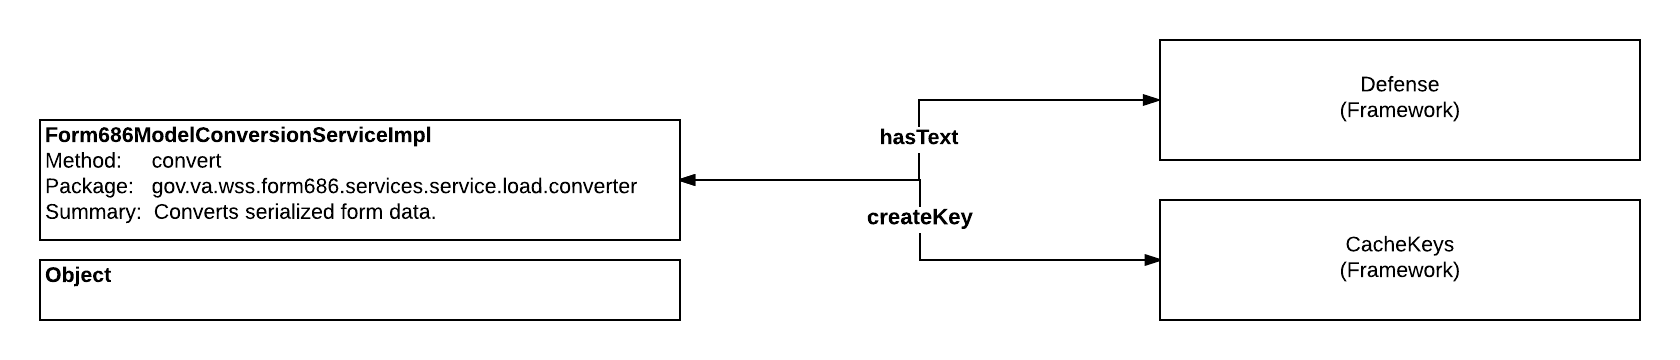 Form686ModelConversionServiceImpl
Method: convert
Package: gov.va.wss.form686.services.service.load.converter
Summary: Converts serialized form data.
Object
hasText
createKey
Defense
(Framework)
CacheKeys
(Framework)